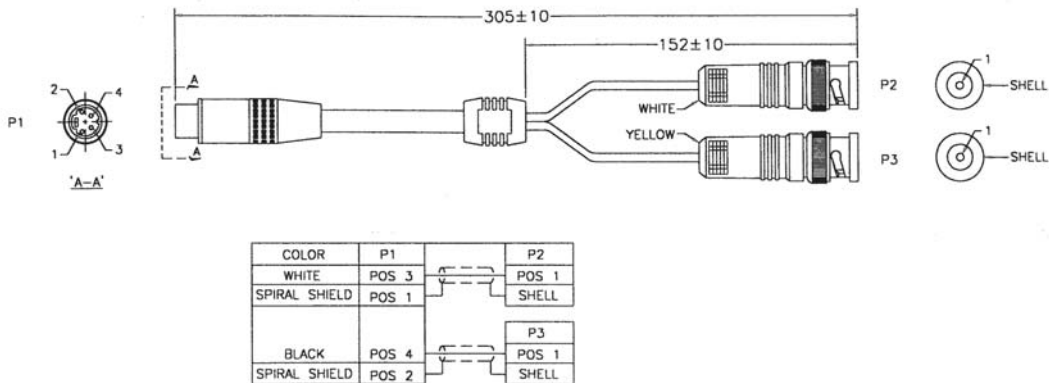 305±10
152±10
A
2
4
P1
1
3
'A-A'
A
WHITE
YELLOW
P2
1
SHELL
P3
1
SHELL
COLOR P1 P2
WHITE POS 3 POS 1
SPIRAL SHIELD POS 1 SHELL
P3
BLACK POS 4 POS 1
SPIRAL SHIELD POS 2 SHELL